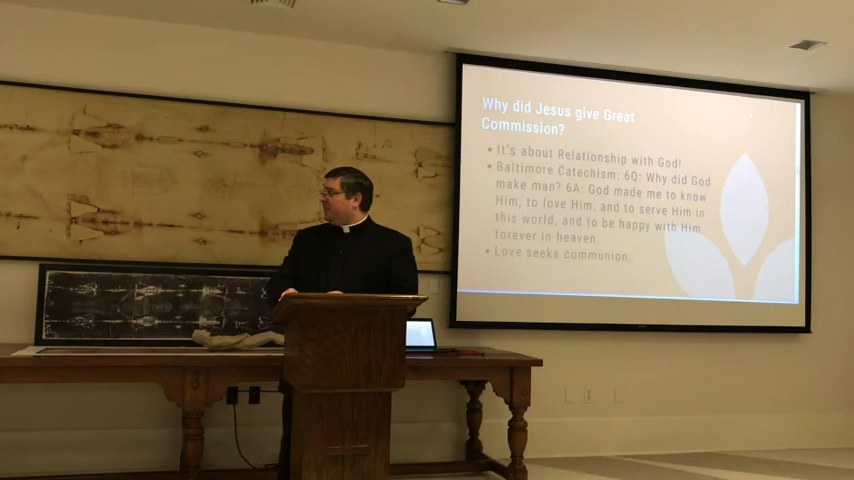 Why did Jesus give Great
Commission?
• It's about Relationship with God!
• Baltimore Catechism: 6Q: Why did God
make man? 6A: God made me to know
Him, to love Him, and to serve Him in
this world, and to be happy with Him
forever in heaven.
• Love seeks communion.